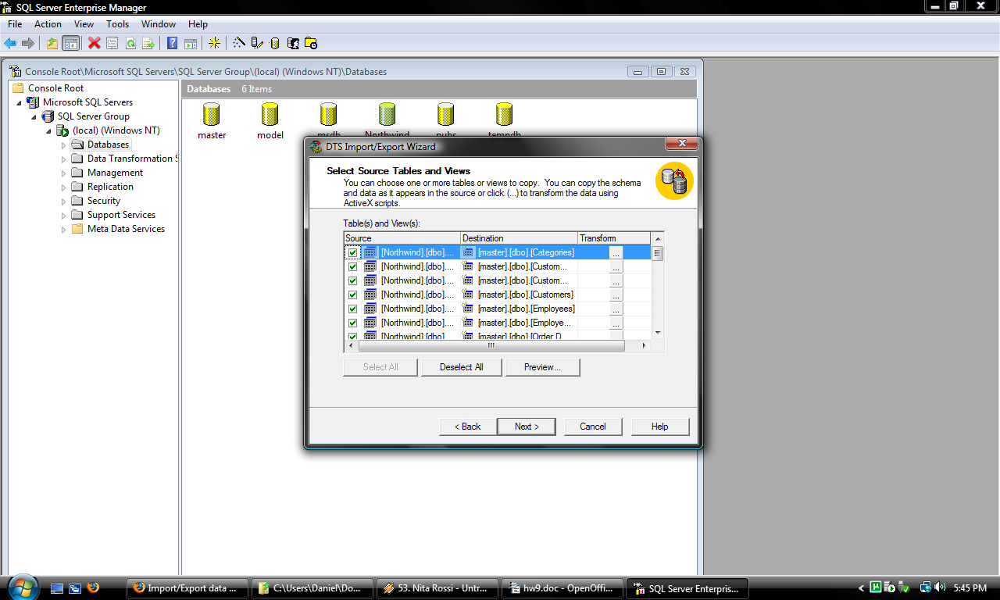 SQL Server Enterprise Manager
File Action View Tools Window Help
Console Root\Microsoft SQL Servers\SQL Server Group\(local) (Windows NT)\Databases
Console Root
Microsoft SQL Servers
SQL Server Group
(local) (Windows NT)
Databases
Data Transformation S
Management
Replication
Security
Support Services
Meta Data Services
Databases 6 Items
master model msdb Northwind pubs tempdb
DTS Import/Export Wizard
Select Source Tables and Views
You can choose one or more tables or views to copy. You can copy the schema
and data as it appears in the source or click (...) to transform the data using
ActiveX scripts.
Table(s) and View(s):
Source Destination Transform
[Northwind].[dbo].... [master].[dbo].[Categories] ...
[Northwind].[dbo].... [master].[dbo].[Custom... ...
[Northwind].[dbo].... [master].[dbo].[Custom... ...
[Northwind].[dbo].... [master].[dbo].[Customers] ...
[Northwind].[dbo].... [master].[dbo].[Employees] ...
[Northwind].[dbo].... [master].[dbo].[Employe... ...
[Northwind].[dbo] [master].[dbo].[Order D
Select All Deselect All Preview...
< Back Next > Cancel Help
Import/Export data ... C:\Users\Daniel\Do... 53. Nita Rossi - Untr... hw9.doc - OpenOffi... SQL Server Enterpris... < 5:45 PM